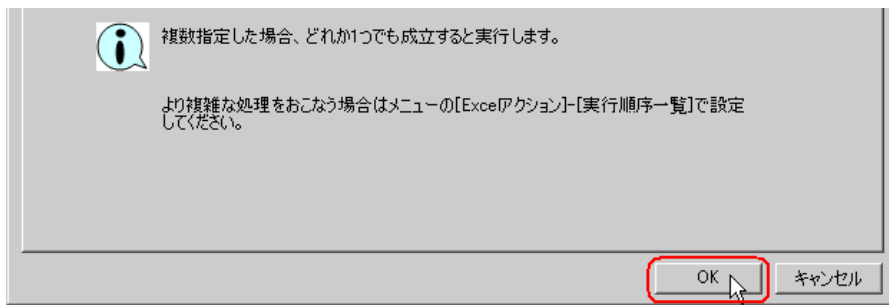 複数指定した場合、どれか1つでも成立すると実行します。
より複雑な処理をおこなう場合はメニューの[Excelアクション]-[実行順序一覧]で設定
してください。
OK
キャンセル